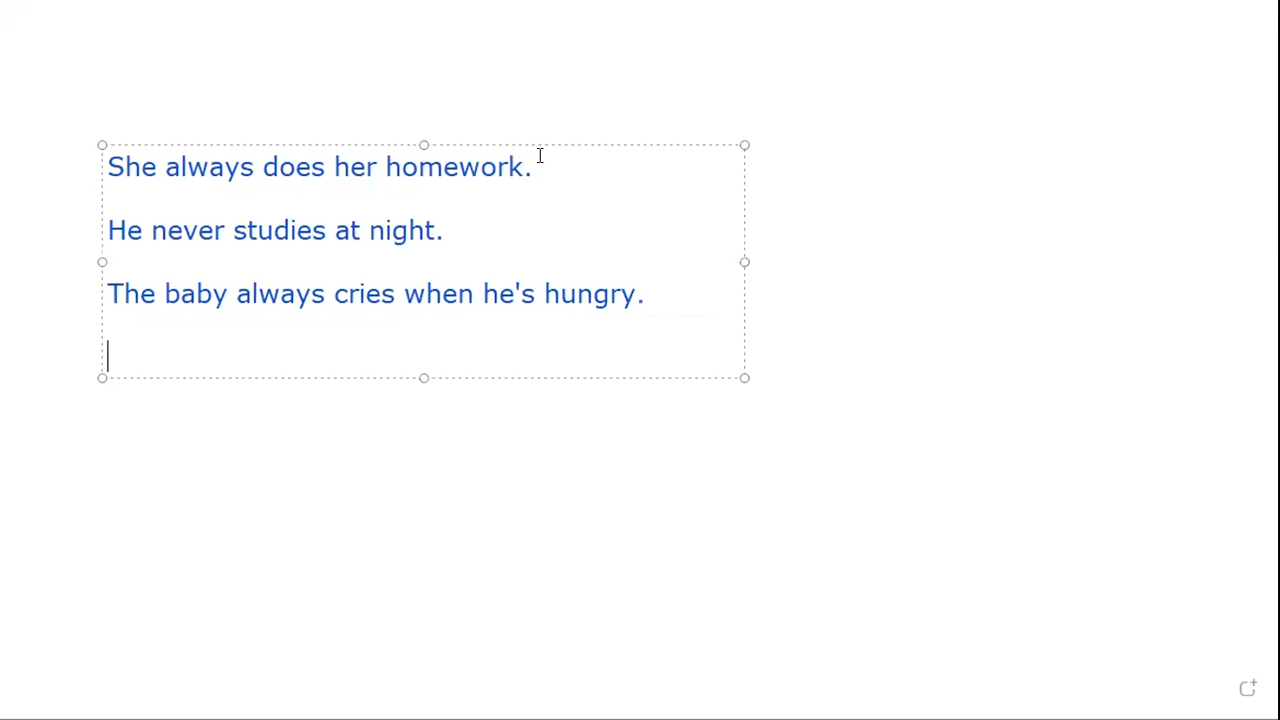 She always does her homework.
He never studies at night.
The baby always cries when he's hungry.